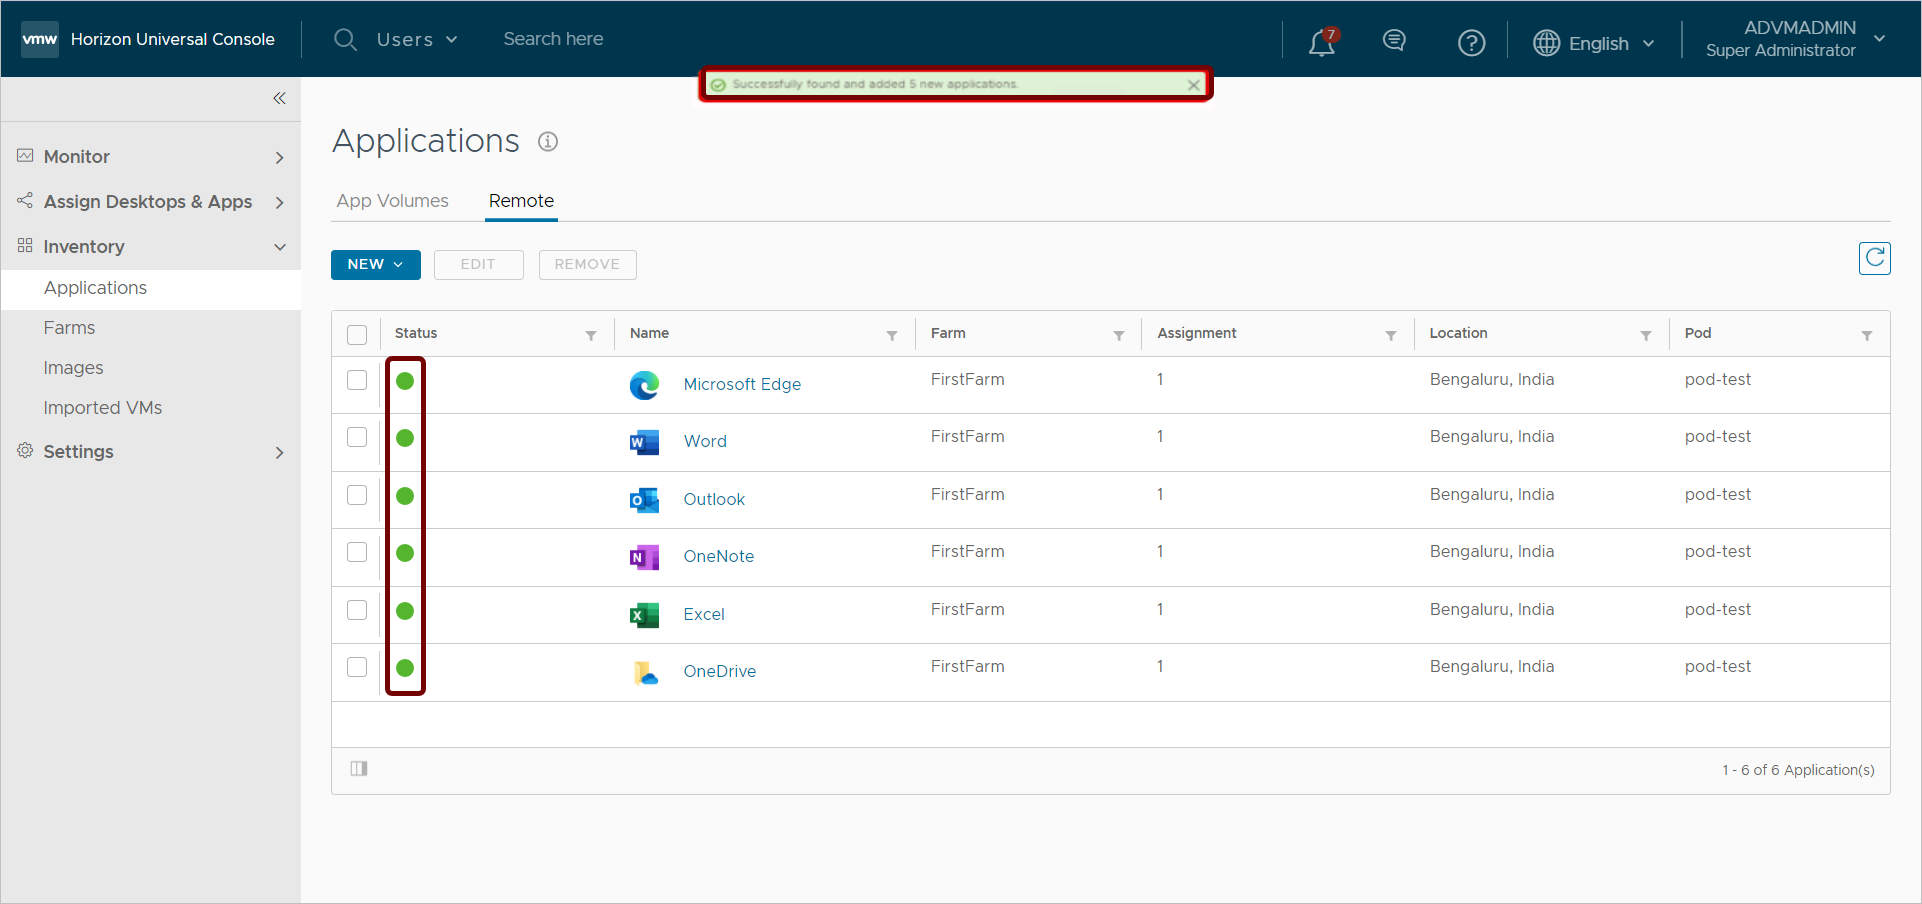 vmw Horizon Universal Console Users Search here 7 English ADVMADMIN
Super Administrator
Successfully found and added 5 new applications.
Monitor
Assign Desktops & Apps
Inventory
Applications
Farms
Images
Imported VMs
Settings
Applications
App Volumes Remote
NEW EDIT REMOVE
Status Name Farm Assignment Location Pod
Microsoft Edge FirstFarm 1 Bengaluru, India pod-test
W Word FirstFarm 1 Bengaluru, India pod-test
O Outlook FirstFarm 1 Bengaluru, India pod-test
N OneNote FirstFarm 1 Bengaluru, India pod-test
X Excel FirstFarm 1 Bengaluru, India pod-test
OneDrive FirstFarm 1 Bengaluru, India pod-test
1 - 6 of 6 Application(s)